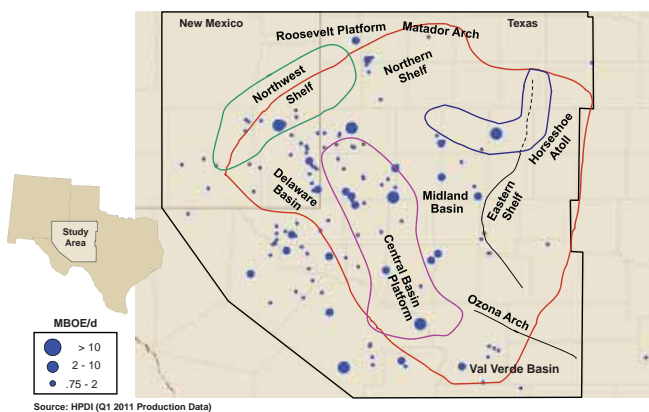 New Mexico
Texas
Roosevelt Platform
Matador Arch
Northern
Shelf
Northwest
Shelf
Horseshoe
Atoll
Delaware
Basin
Midland
Basin
Eastern
Shelf
Central Basin
Platform
Ozona Arch
Val Verde Basin
Study
Area
MBOE/d
> 10
2 - 10
.75 - 2
Source: HPDI (Q1 2011 Production Data)